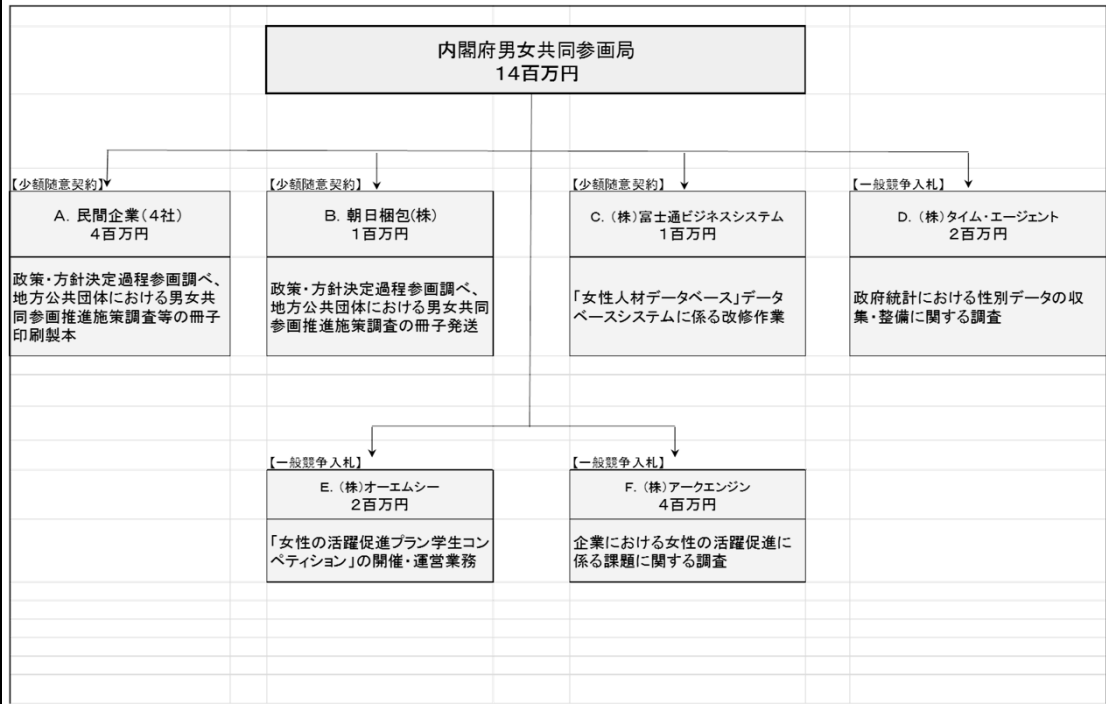 内閣府男女共同参画局
14百万円
【少額随意契約】
【少額随意契約】
【少額随意契約】
【一般競争入札】
A. 民間企業(4社)
4百万円
B. 朝日梱包(株)
1百万円
C. (株)富士通ビジネスシステム
1百万円
D. (株)タイム・エージェント
2百万円
政策・方針決定過程参画調べ、
地方公共団体における男女共
同参画推進施策調査等の冊子
印刷製本
政策・方針決定過程参画調べ、
地方公共団体における男女共同
参画推進施策調査の冊子発送
「女性人材データベース」データ
ベースシステムに係る改修作業
政府統計における性別データの収
集・整備に関する調査
【一般競争入札】
【一般競争入札】
E. (株)オーエムシー
2百万円
F. (株)アークエンジン
4百万円
「女性の活躍促進プラン学生コン
ペティション」の開催・運営業務
企業における女性の活躍促進に
係る課題に関する調査